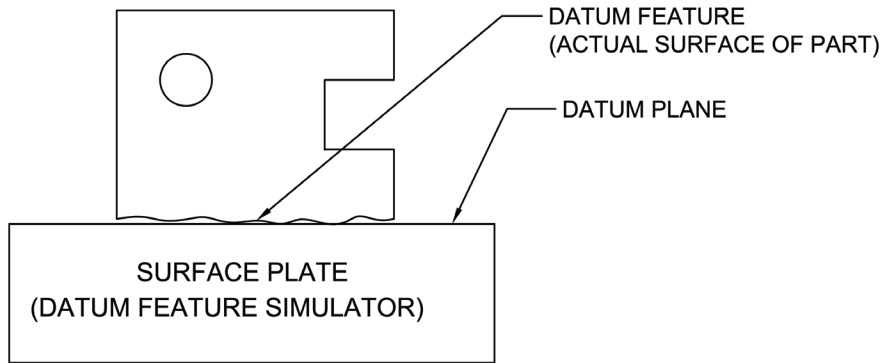 DATUM FEATURE
(ACTUAL SURFACE OF PART)
DATUM PLANE
SURFACE PLATE
(DATUM FEATURE SIMULATOR)